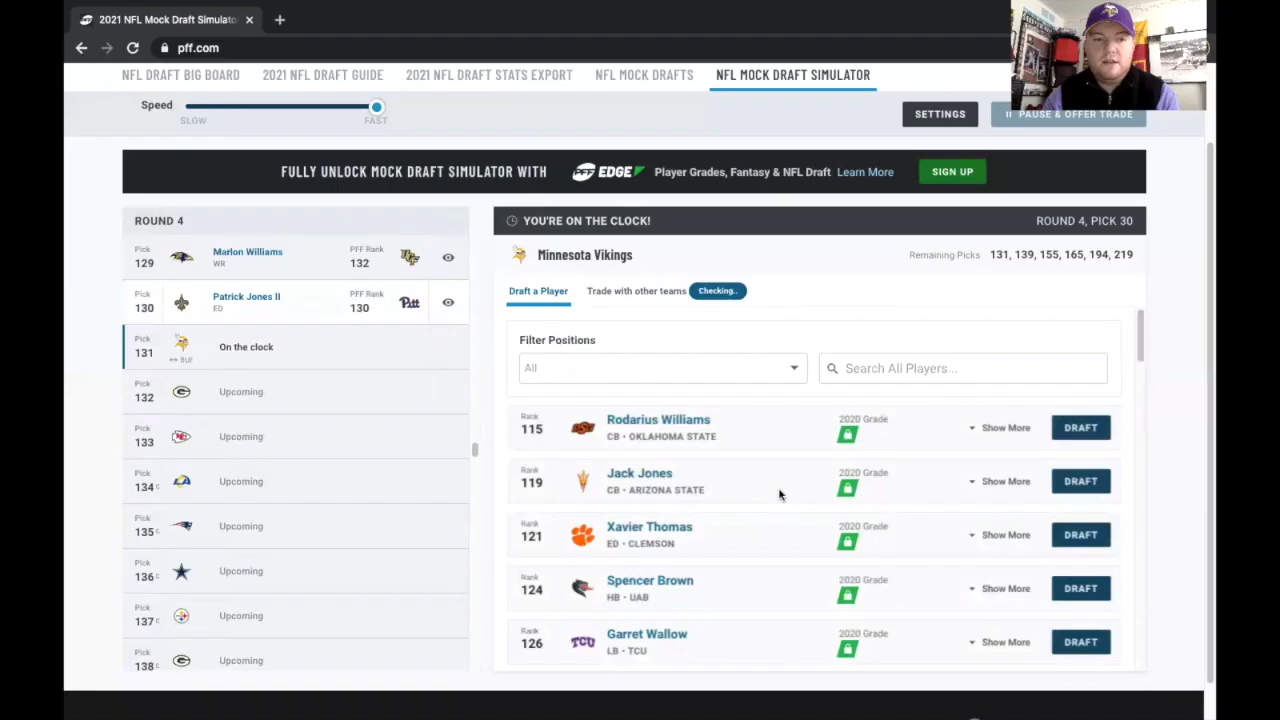 2021 NFL Mock Draft Simulato
pff.com
NFL DRAFT BIG BOARD
2021 NFL DRAFT GUIDE
2021 NFL DRAFT STATS EXPORT
NFL MOCK DRAFTS
NFL MOCK DRAFT SIMULATOR
Speed
SLOW
FAST
SETTINGS
PAUSE & OFFER TRADE
FULLY UNLOCK MOCK DRAFT SIMULATOR WITH
PFF EDGE
Player Grades, Fantasy & NFL Draft Learn More
SIGN UP
ROUND 4
Pick
129
Marlon Williams
WR
PFF Rank
132
UCF
Pick
130
Patrick Jones II
ED
PFF Rank
130
Pitt
Pick
131
BUF
On the clock
Pick
132
Upcoming
Pick
133
Upcoming
Pick
134 C
Upcoming
Pick
135 C
Upcoming
Pick
136 C
Upcoming
Pick
137 C
Upcoming
Pick
138 C
Upcoming
YOU'RE ON THE CLOCK!
ROUND 4, PICK 30
Minnesota Vikings
Remaining Picks 131, 139, 155, 165, 194, 219
Draft a Player
Trade with other teams
Checking..
Filter Positions
All
Search All Players...
Rank
115
Rodarius Williams
CB • OKLAHOMA STATE
2020 Grade
Show More
DRAFT
Rank
119
Jack Jones
CB • ARIZONA STATE
2020 Grade
Show More
DRAFT
Rank
121
Xavier Thomas
ED • CLEMSON
2020 Grade
Show More
DRAFT
Rank
124
Spencer Brown
HB • UAB
2020 Grade
Show More
DRAFT
Rank
126
TCU
Garret Wallow
LB • TCU
2020 Grade
Show More
DRAFT